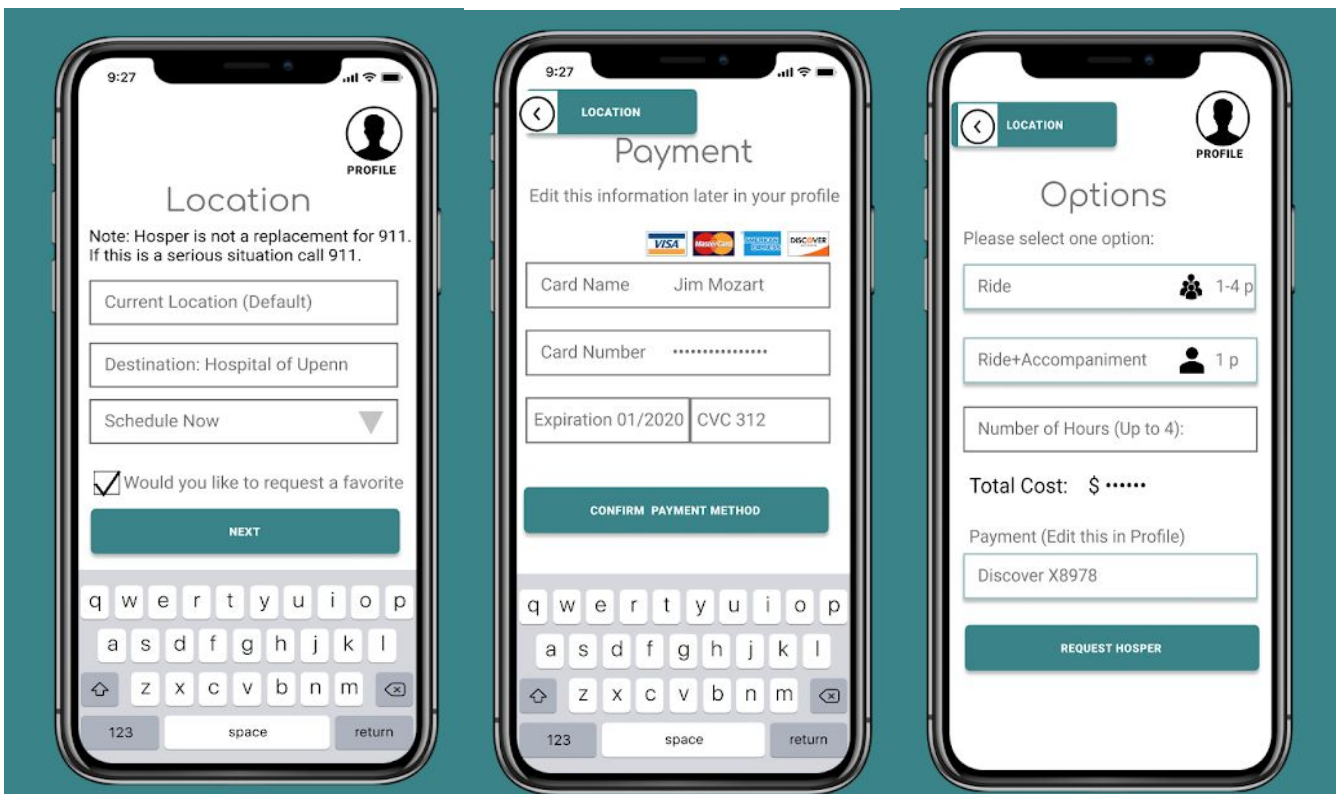 9:27
PROFILE
Location
Note: Hosper is not a replacement for 911.
If this is a serious situation call 911.
Current Location (Default)
Destination: Hospital of Upenn
Schedule Now
Would you like to request a favorite
NEXT
q w e r t y u i o p
a s d f g h j k l
z x c v b n m
123 space return
9:27
LOCATION
Payment
Edit this information later in your profile
VISA MasterCard AMERICAN EXPRESS DISCOVER
Card Name Jim Mozart
Card Number ················
Expiration 01/2020 CVC 312
CONFIRM PAYMENT METHOD
q w e r t y u i o p
a s d f g h j k l
z x c v b n m
123 space return
LOCATION
PROFILE
Options
Please select one option:
Ride 1-4 p
Ride+Accompaniment 1 p
Number of Hours (Up to 4):
Total Cost: $ ······
Payment (Edit this in Profile)
Discover X8978
REQUEST HOSPER